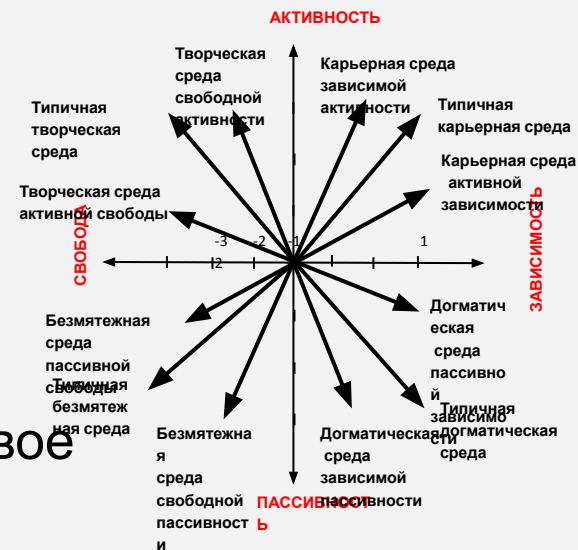 АКТИВНОСТЬ
Творческая
среда
свободной
активности
Карьерная среда
зависимой
активности
Типичная
творческая
среда
Типичная
карьерная среда
Творческая среда
активной свободы
Карьерная среда
активной
зависимости
СВОБОДА
ЗАВИСИМОСТЬ
-3 -2 -1 1
2
Безмятежная
среда
пассивной
свободы
Типичная
безмятеж
ная среда
Догматич
еская
среда
пассивно
й
зависимо
сти
Типичная
догматическая
среда
вое
Безмятежна
я
среда
свободной
пассивност
и
Догматическая
среда
зависимой
пассивности
ПАССИВНОСТ
Ь